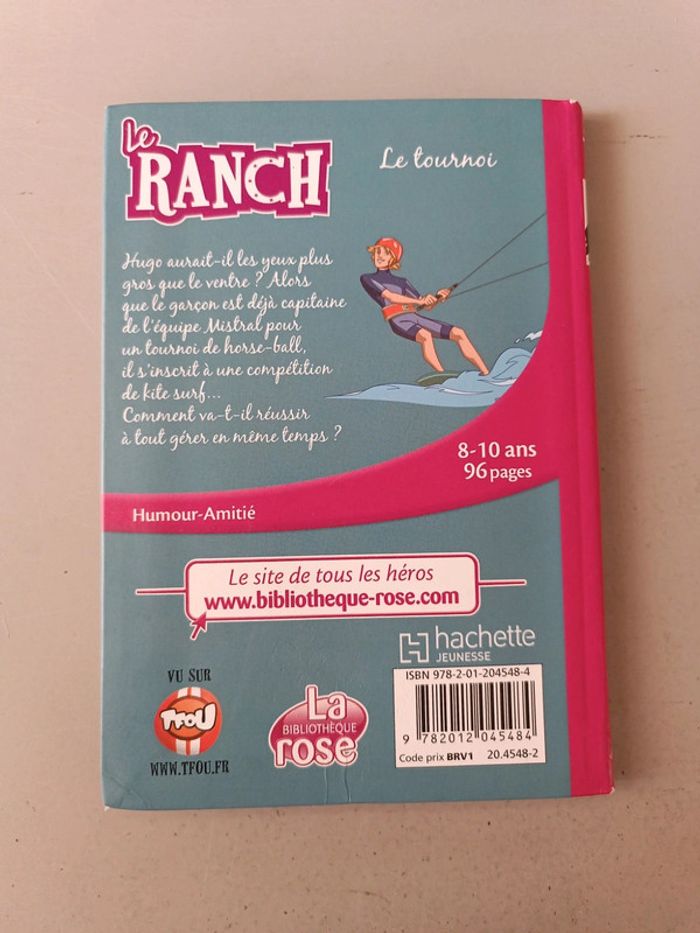 Le
RANCH
Le tournoi
Hugo aurait-il les yeux plus
gros que le ventre ? Alors
que le garçon est déjà capitaine
de l'équipe Mistral pour
un tournoi de horse-ball,
il s'inscrit à une compétition
de kite surf...
Comment va-t-il réussir
à tout gérer en même temps ?
8-10 ans
96 pages
Humour-Amitié
Le site de tous les héros
www.bibliotheque-rose.com
hachette
JEUNESSE
ISBN 978-2-01-204548-4
9 782012 045484
Code prix BRV1 20.4548-2
VU SUR
TFOU
WWW.TFOU.FR
La
BIBLIOTHÈQUE
rose